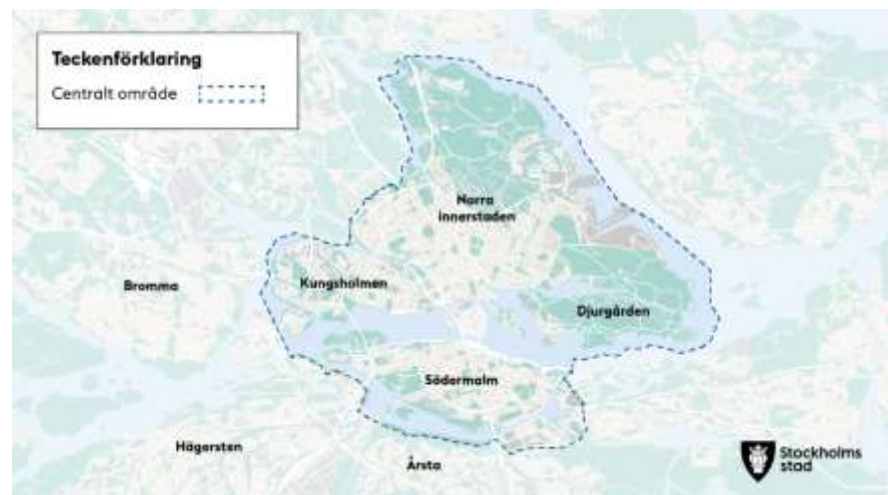 Teckenförklaring
Centralt område
Norra
innerstaden
Bromma
Kungsholmen
Djurgården
Södermalm
Hägersten
Årsta
Stockholms
stad